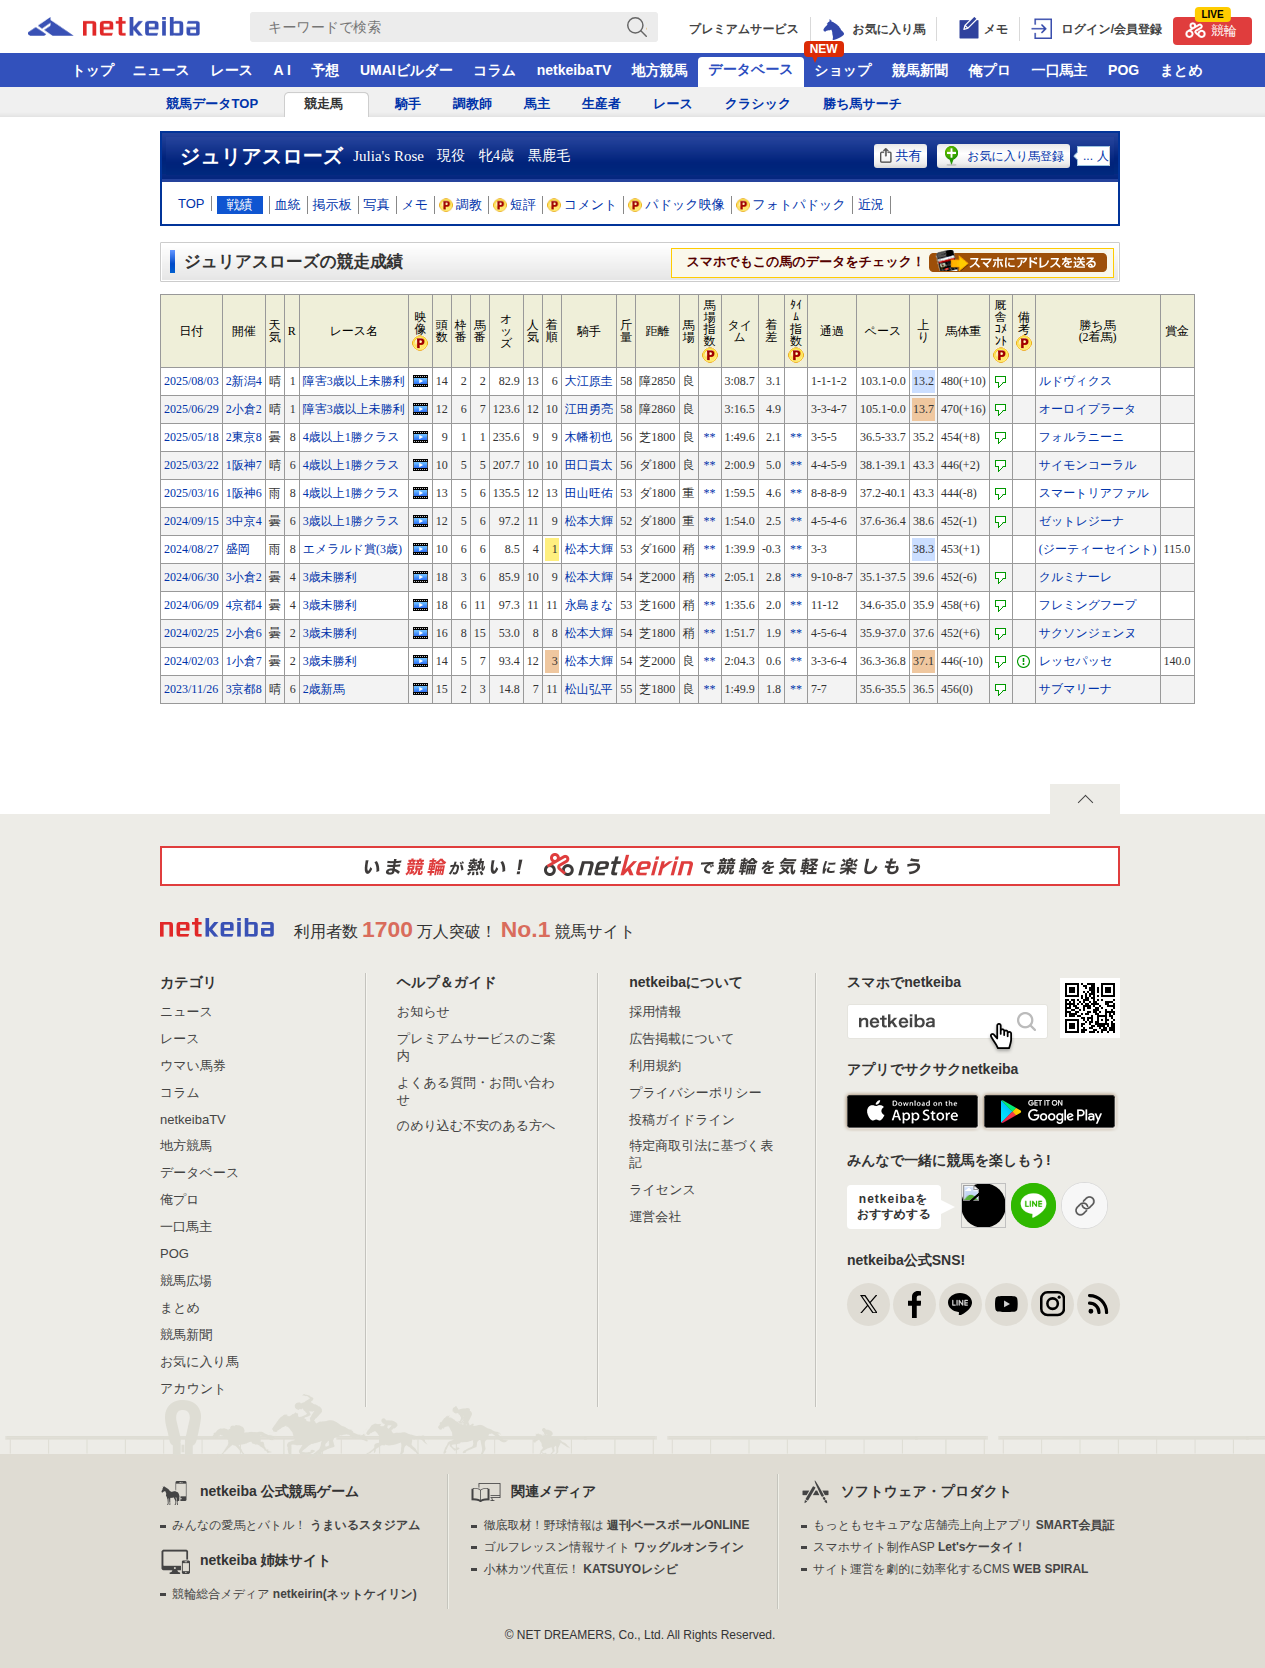 netkeiba
キーワードで検索
プレミアムサービス
お気に入り馬
メモ
ログイン/会員登録
LIVE
競輪
NEW
トップ ニュース レース A I 予想 UMAIビルダー コラム netkeibaTV 地方競馬 データベース ショップ 競馬新聞 俺プロ 一口馬主 POG まとめ
競馬データTOP 競走馬 騎手 調教師 馬主 生産者 レース クラシック 勝ち馬サーチ
ジュリアスローズ Julia's Rose 現役 牝4歳 黒鹿毛
共有 お気に入り馬登録 ... 人
TOP 戦績 血統 掲示板 写真 メモ P 調教 P 短評 P コメント P パドック映像 P フォトパドック 近況
ジュリアスローズの競走成績
スマホでもこの馬のデータをチェック! スマホにアドレスを送る
日付 開催 天気 R レース名 映像P 頭数 枠番 馬番 オッズ 人気 着順 騎手 斤量 距離 馬場 馬場指数P タイム 着差 ﾀｲﾑ指数P 通過 ペース 上り 馬体重 厩舎ｺﾒﾝﾄP 備考P 勝ち馬(2着馬) 賞金
2025/08/03 2新潟4 晴 1 障害3歳以上未勝利 14 2 2 82.9 13 6 大江原圭 58 障2850 良 3:08.7 3.1 1-1-1-2 103.1-0.0 13.2 480(+10) ルドヴィクス
2025/06/29 2小倉2 晴 1 障害3歳以上未勝利 12 6 7 123.6 12 10 江田勇亮 58 障2860 良 3:16.5 4.9 3-3-4-7 105.1-0.0 13.7 470(+16) オーロイプラータ
2025/05/18 2東京8 曇 8 4歳以上1勝クラス 9 1 1 235.6 9 9 木幡初也 56 芝1800 良 ** 1:49.6 2.1 ** 3-5-5 36.5-33.7 35.2 454(+8) フォルラニーニ
2025/03/22 1阪神7 晴 6 4歳以上1勝クラス 10 5 5 207.7 10 10 田口貫太 56 ダ1800 良 ** 2:00.9 5.0 ** 4-4-5-9 38.1-39.1 43.3 446(+2) サイモンコーラル
2025/03/16 1阪神6 雨 8 4歳以上1勝クラス 13 5 6 135.5 12 13 田山旺佑 53 ダ1800 重 ** 1:59.5 4.6 ** 8-8-8-9 37.2-40.1 43.3 444(-8) スマートリアファル
2024/09/15 3中京4 曇 6 3歳以上1勝クラス 12 5 6 97.2 11 9 松本大輝 52 ダ1800 重 ** 1:54.0 2.5 ** 4-5-4-6 37.6-36.4 38.6 452(-1) ゼットレジーナ
2024/08/27 盛岡 雨 8 エメラルド賞(3歳) 10 6 6 8.5 4 1 松本大輝 53 ダ1600 稍 ** 1:39.9 -0.3 ** 3-3 38.3 453(+1) (ジーティーセイント) 115.0
2024/06/30 3小倉2 曇 4 3歳未勝利 18 3 6 85.9 10 9 松本大輝 54 芝2000 稍 ** 2:05.1 2.8 ** 9-10-8-7 35.1-37.5 39.6 452(-6) クルミナーレ
2024/06/09 4京都4 曇 4 3歳未勝利 18 6 11 97.3 11 11 永島まな 53 芝1600 稍 ** 1:35.6 2.0 ** 11-12 34.6-35.0 35.9 458(+6) フレミングフープ
2024/02/25 2小倉6 曇 2 3歳未勝利 16 8 15 53.0 8 8 松本大輝 54 芝1800 稍 ** 1:51.7 1.9 ** 4-5-6-4 35.9-37.0 37.6 452(+6) サクソンジェンヌ
2024/02/03 1小倉7 曇 2 3歳未勝利 14 5 7 93.4 12 3 松本大輝 54 芝2000 良 ** 2:04.3 0.6 ** 3-3-6-4 36.3-36.8 37.1 446(-10) レッセパッセ 140.0
2023/11/26 3京都8 晴 6 2歳新馬 15 2 3 14.8 7 11 松山弘平 55 芝1800 良 ** 1:49.9 1.8 ** 7-7 35.6-35.5 36.5 456(0) サブマリーナ
いま競輪が熱い! netkeirinで競輪を気軽に楽しもう
netkeiba 利用者数 1700 万人突破! No.1 競馬サイト
カテゴリ
ニュース
レース
ウマい馬券
コラム
netkeibaTV
地方競馬
データベース
俺プロ
一口馬主
POG
競馬広場
まとめ
競馬新聞
お気に入り馬
アカウント
ヘルプ＆ガイド
お知らせ
プレミアムサービスのご案
内
よくある質問・お問い合わ
せ
のめり込む不安のある方へ
netkeibaについて
採用情報
広告掲載について
利用規約
プライバシーポリシー
投稿ガイドライン
特定商取引法に基づく表
記
ライセンス
運営会社
スマホでnetkeiba
netkeiba
アプリでサクサクnetkeiba
Download on the
App Store
GET IT ON
Google Play
みんなで一緒に競馬を楽しもう!
netkeibaを
おすすめする
LINE
netkeiba公式SNS!
LINE
netkeiba 公式競馬ゲーム
みんなの愛馬とバトル! うまいるスタジアム
netkeiba 姉妹サイト
競輪総合メディア netkeirin(ネットケイリン)
関連メディア
徹底取材！野球情報は 週刊ベースボールONLINE
ゴルフレッスン情報サイト ワッグルオンライン
小林カツ代直伝！ KATSUYOレシピ
ソフトウェア・プロダクト
もっともセキュアな店舗売上向上アプリ SMART会員証
スマホサイト制作ASP Let'sケータイ！
サイト運営を劇的に効率化するCMS WEB SPIRAL
© NET DREAMERS, Co., Ltd. All Rights Reserved.